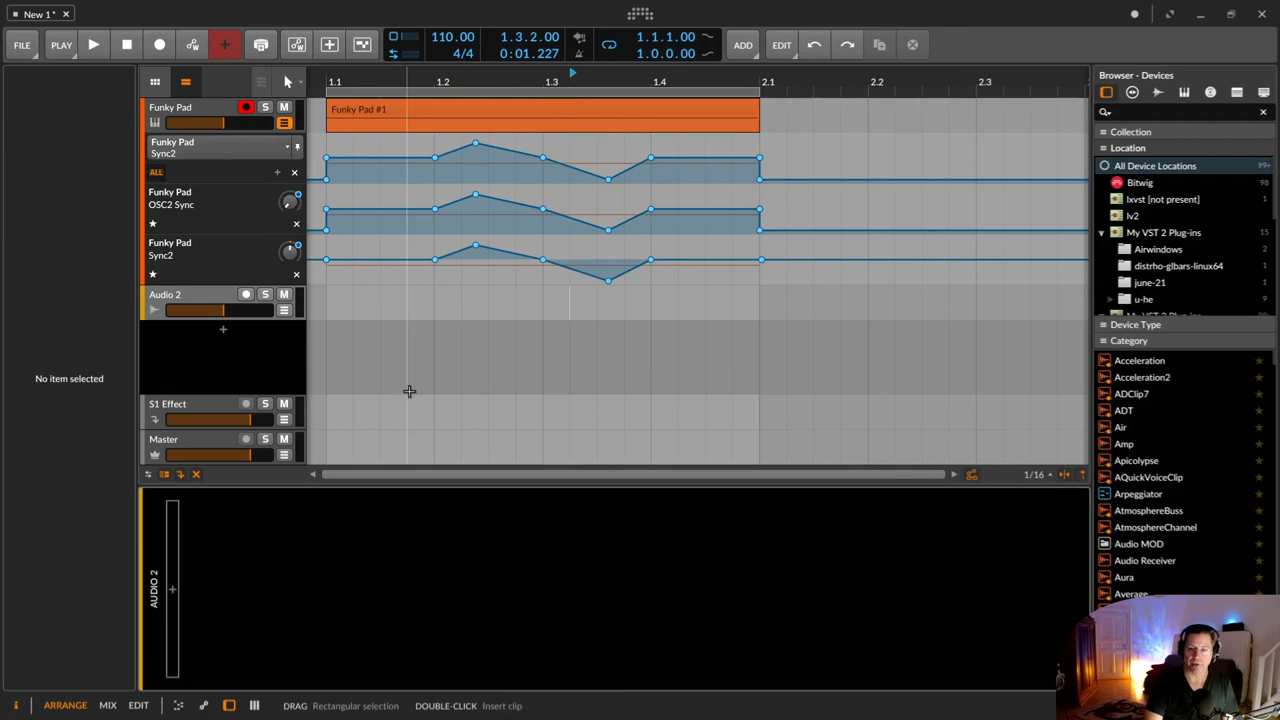 New 1*
FILE
PLAY
110.00
4/4
1.3.2.00
0:01.227
1.1.1.00
1.0.0.00
ADD
EDIT
1.1
1.2
1.3
1.4
2.1
2.2
2.3
Funky Pad
S
M
Funky Pad #1
Funky Pad
Sync2
ALL
Funky Pad
OSC2 Sync
Funky Pad
Sync2
Audio 2
S
M
No item selected
S1 Effect
S
M
Master
S
M
1/16
AUDIO 2
Browser - Devices
Collection
Location
All Device Locations
99+
Bitwig
98
lxvst [not present]
lv2
My VST 2 Plug-ins
15
Airwindows
2
distrho-glbars-linux64
june-21
u-he
Device Type
Category
Acceleration
Acceleration2
ADClip7
ADT
Air
Amp
Apicolypse
AQuickVoiceClip
Arpeggiator
AtmosphereBuss
AtmosphereChannel
Audio MOD
Audio Receiver
Aura
Average
ARRANGE
MIX
EDIT
DRAG Rectangular selection
DOUBLE-CLICK Insert clip